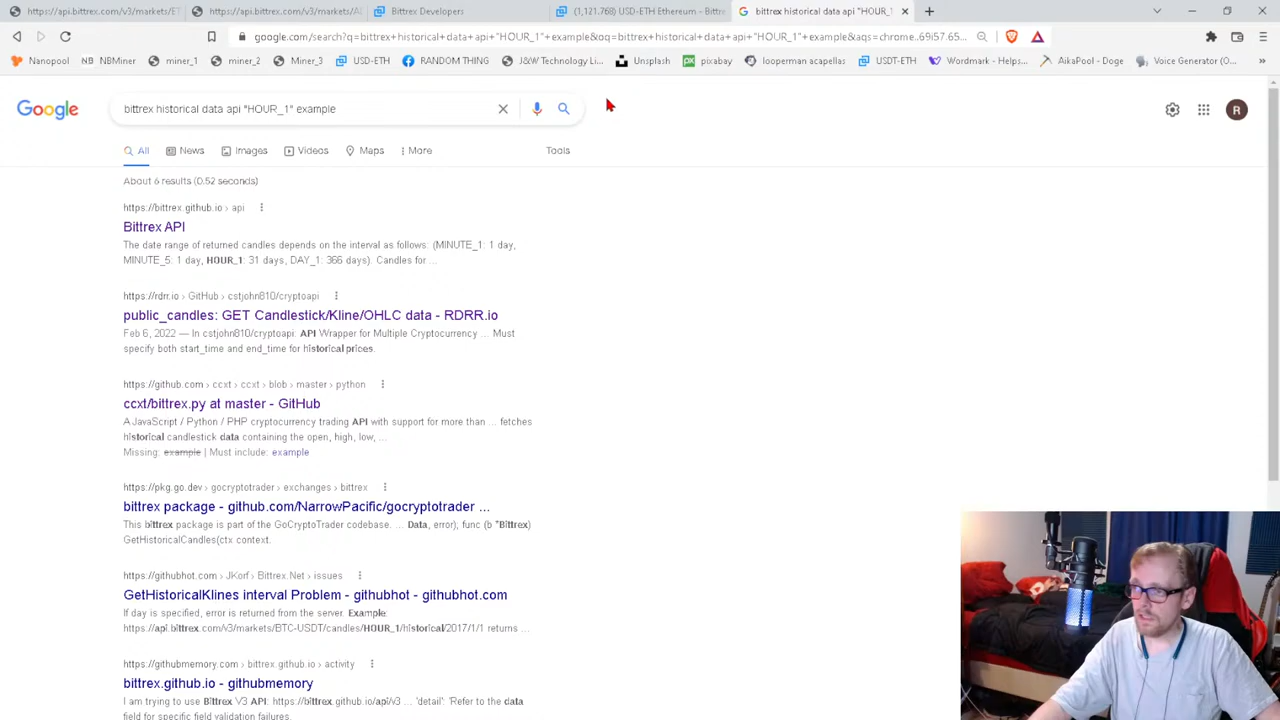 https://api.bittrex.com/v3/markets/ET
https://api.bittrex.com/v3/markets/AL
Bittrex Developers
(1,121.768) USD-ETH Ethereum - Bittre
bittrex historical data api "HOUR_1"
google.com/search?q=bittrex+historical+data+api+"HOUR_1"+example&oq=bittrex+historical+data+api+"HOUR_1"+example&aqs=chrome..69i57.65...
Nanopool
NBMiner
miner_1
miner_2
Miner_3
USD-ETH
RANDOM THING
J&W Technology Li...
Unsplash
pixabay
looperman acapellas
USDT-ETH
Wordmark - Helps...
AikaPool - Doge
Voice Generator (O...
Google
bittrex historical data api "HOUR_1" example
R
All
News
Images
Videos
Maps
More
Tools
About 6 results (0.52 seconds)
https://bittrex.github.io › api
Bittrex API
The date range of returned candles depends on the interval as follows: (MINUTE_1: 1 day,
MINUTE_5: 1 day, HOUR_1: 31 days, DAY_1: 366 days). Candles for ...
https://rdrr.io › GitHub › cstjohn810/cryptoapi
public_candles: GET Candlestick/Kline/OHLC data - RDRR.io
Feb 6, 2022 — In cstjohn810/cryptoapi. API Wrapper for Multiple Cryptocurrency ... Must
specify both start_time and end_time for historical prices.
https://github.com › ccxt › blob › master › python
ccxt/bittrex.py at master - GitHub
A JavaScript / Python / PHP cryptocurrency trading API with support for more than ... fetches
historical candlestick data containing the open, high, low, ...
Missing: example | Must include: example
https://pkg.go.dev › gocryptotrader › exchanges › bittrex
bittrex package - github.com/NarrowPacific/gocryptotrader ...
This bittrex package is part of the GoCryptoTrader codebase. ... Data, error); func (b *Bittrex)
GetHistoricalCandles(ctx context.
https://githubhot.com › JKorf › Bittrex.Net › issues
GetHistoricalKlines interval Problem - githubhot - githubhot.com
If day is specified, error is returned from the server. Example:
https://api.bittrex.com/v3/markets/BTC-USDT/candles/HOUR_1/historical/2017/1/1 returns ...
https://githubmemory.com › bittrex.github.io › activity
bittrex.github.io - githubmemory
I am trying to use Bittrex V3 API: https://bittrex.github.io/api/v3 ... 'detail': 'Refer to the data
field for specific field validation failures.